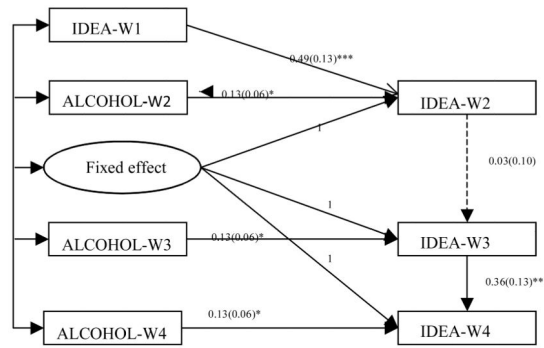 IDEA-W1
0.49(0.13)***
ALCOHOL-W2
0.13(0.06)*
IDEA-W2
1
Fixed effect
0.03(0.10)
1
ALCOHOL-W3
0.13(0.06)*
IDEA-W3
1
0.36(0.13)**
ALCOHOL-W4
0.13(0.06)*
IDEA-W4